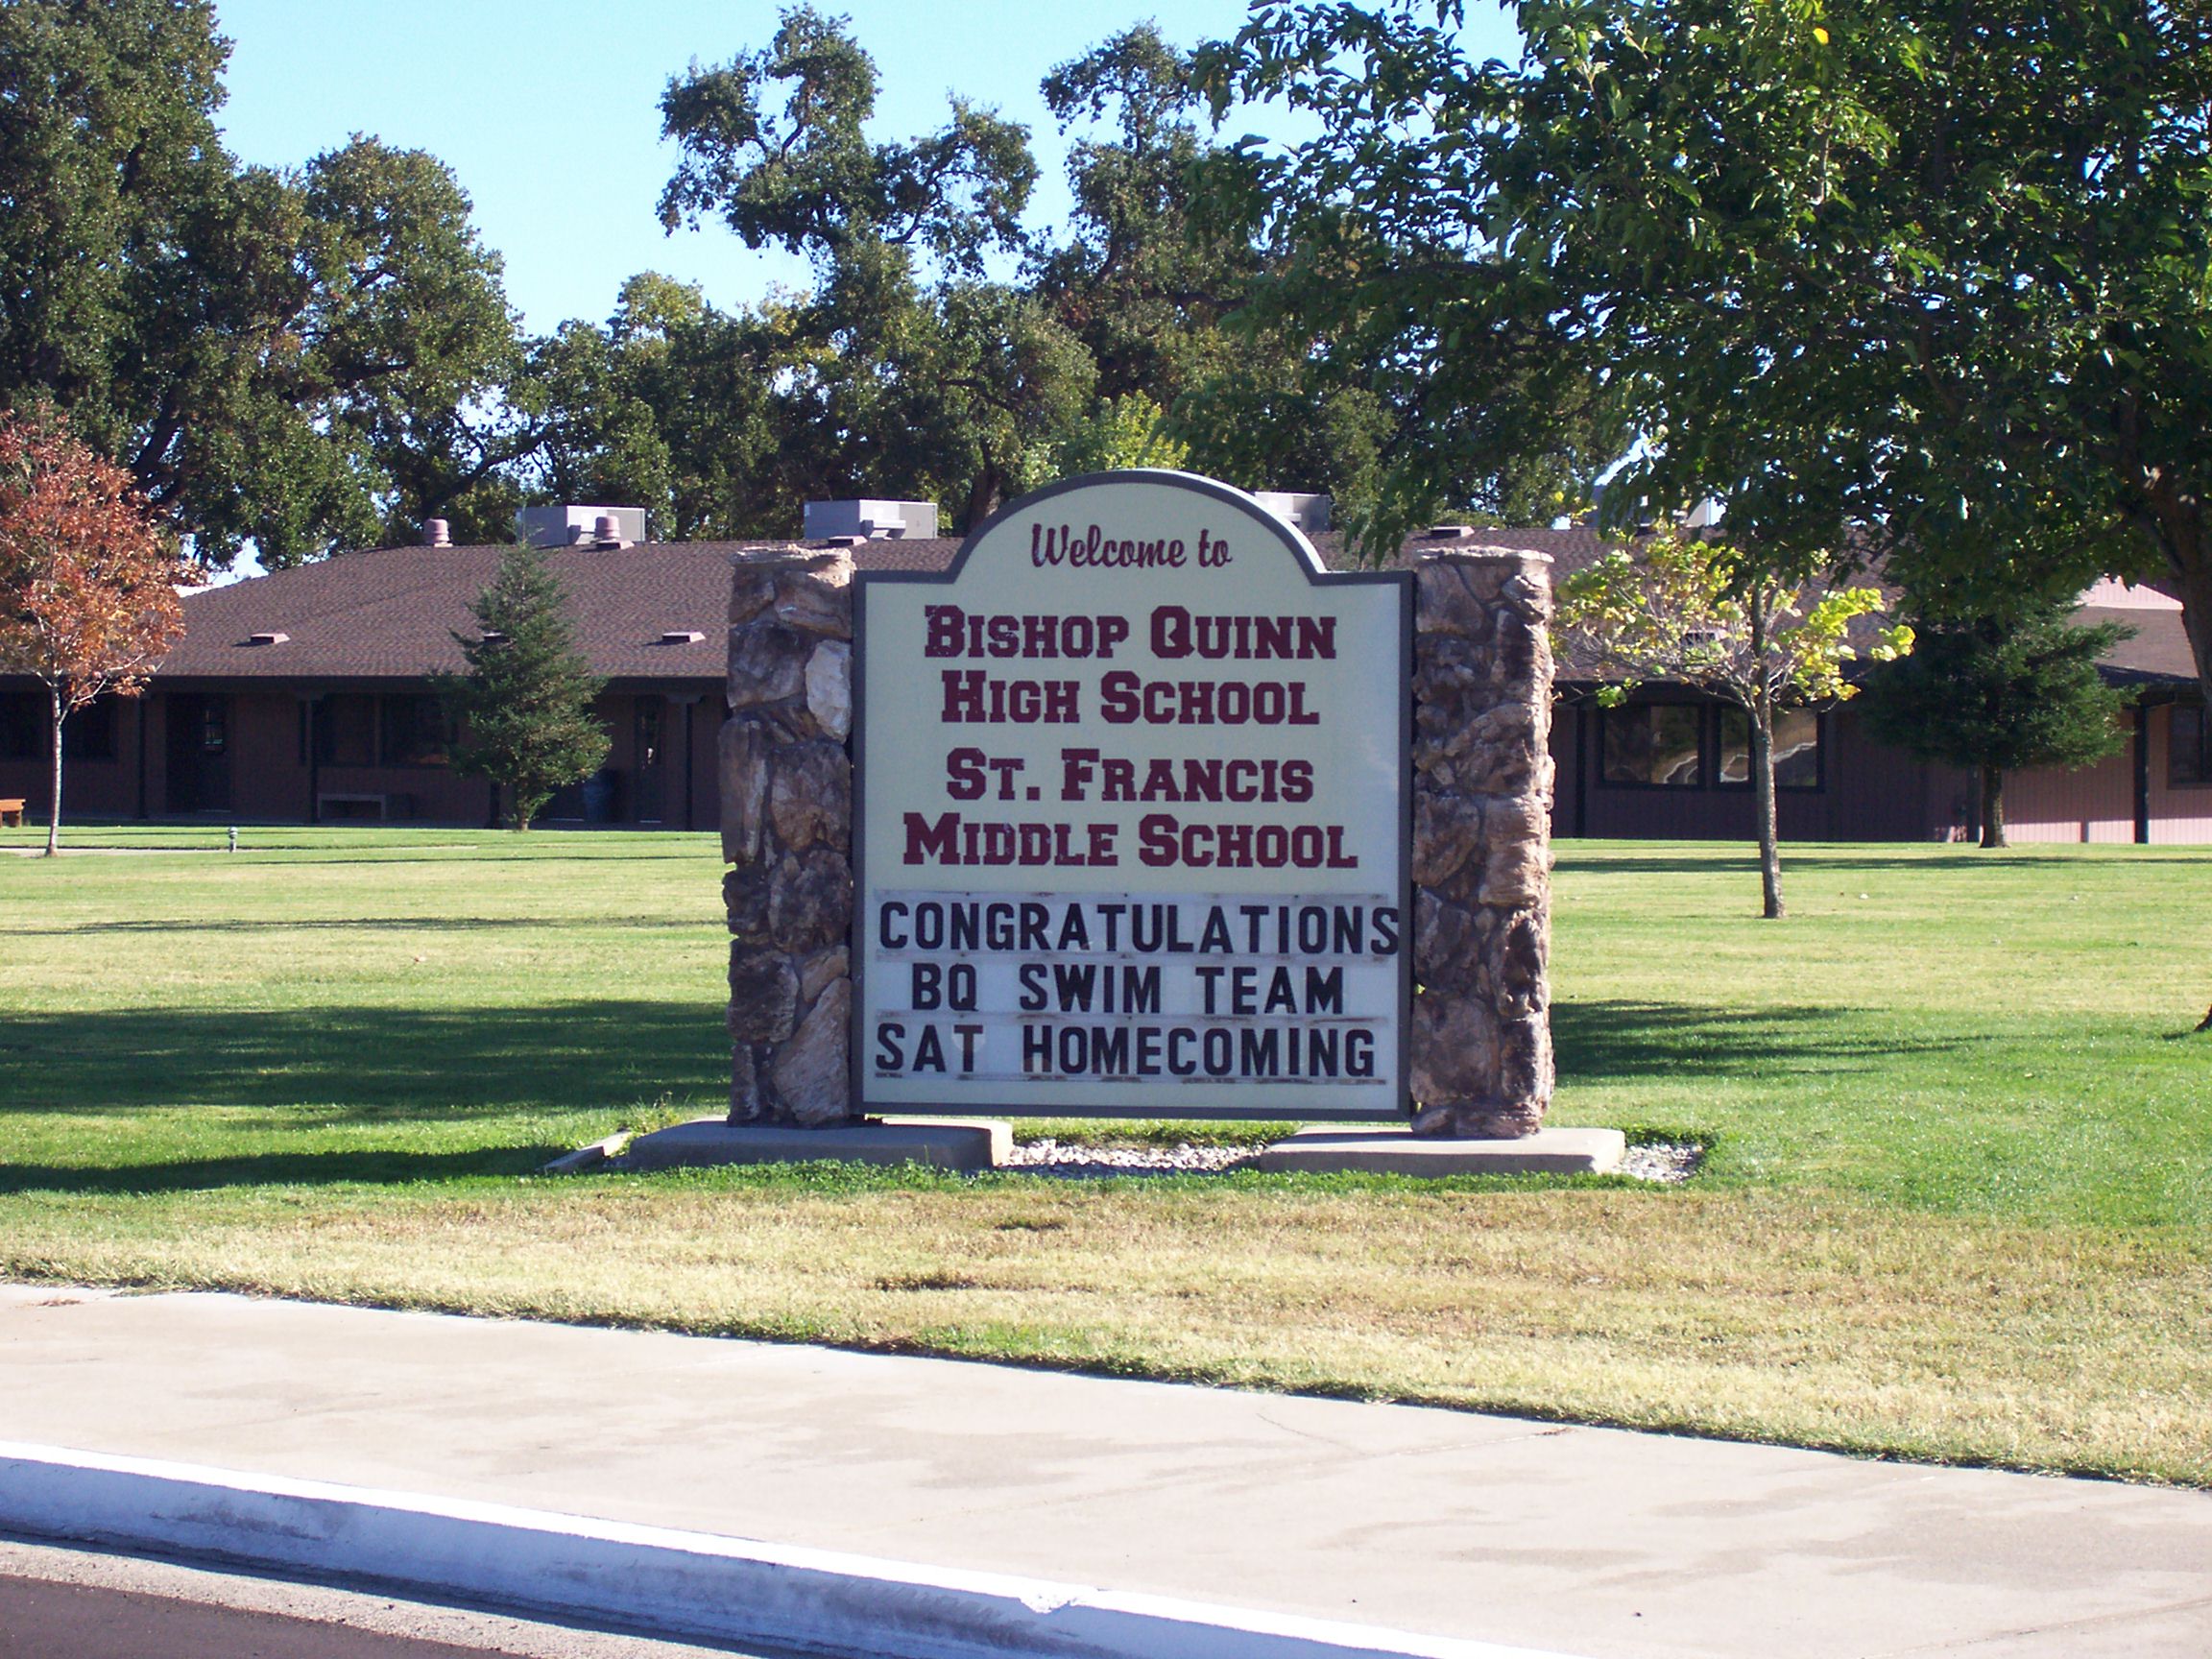 Welcome to
BISHOP QUINN
HIGH SCHOOL
ST. FRANCIS
MIDDLE SCHOOL
CONGRATULATIONS
BQ SWIM TEAM
SAT HOMECOMING